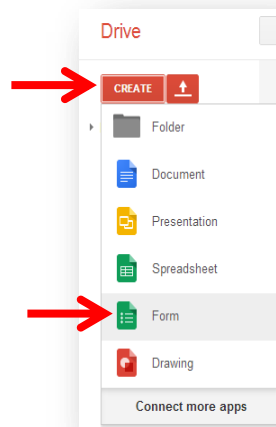 Drive
CREATE
Folder
Document
Presentation
Spreadsheet
Form
Drawing
Connect more apps